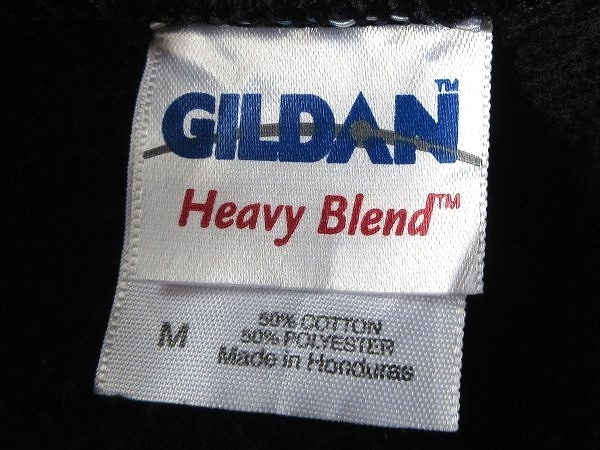 GILDAN™
Heavy Blend™
M
50% COTTON
50% POLYESTER
Made in Honduras